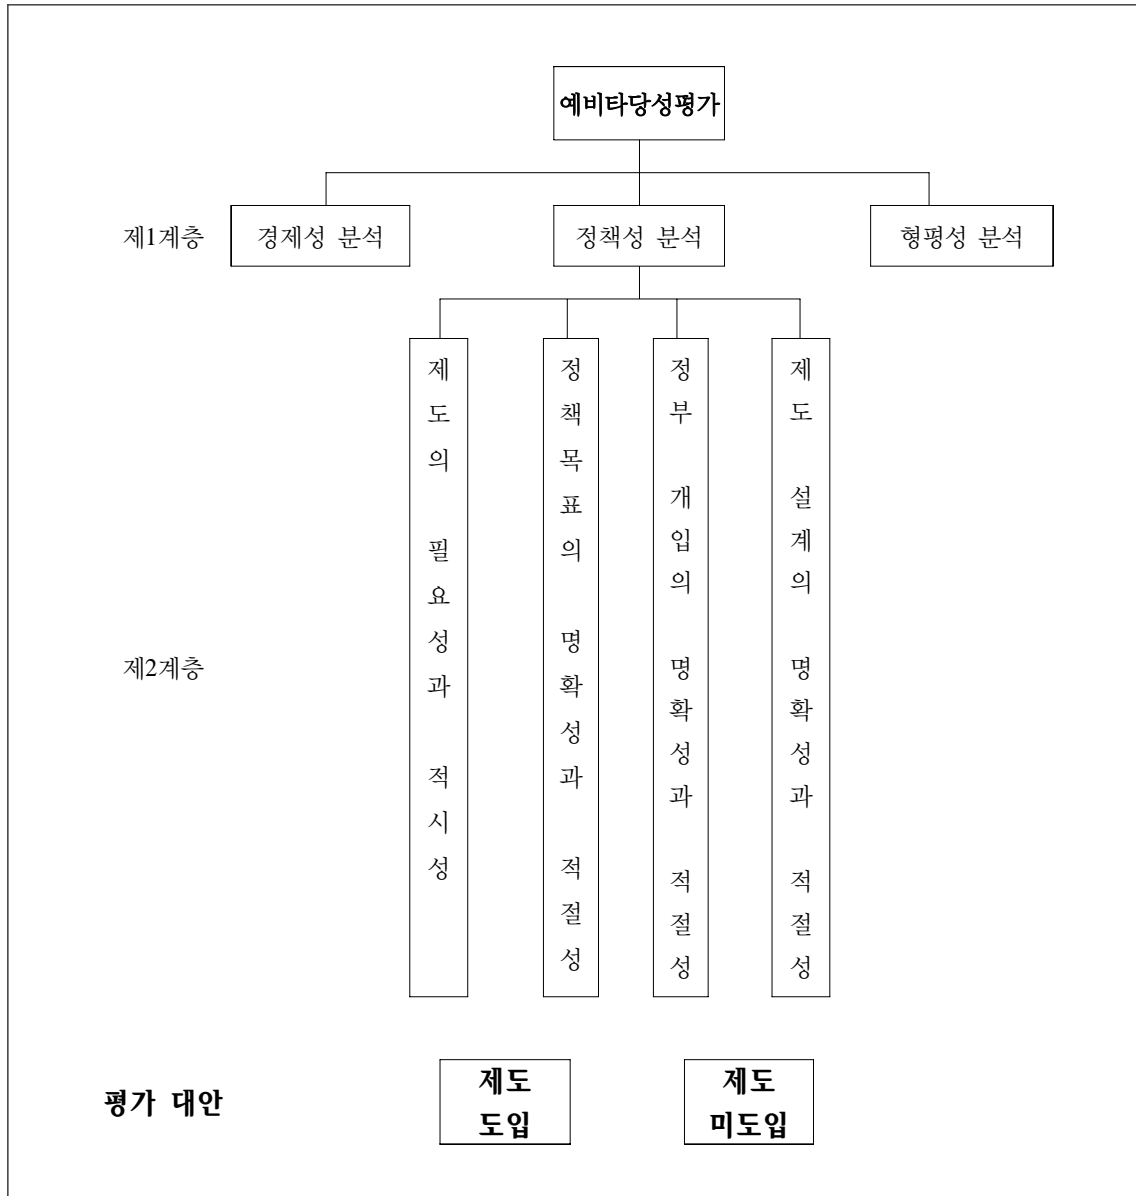 예비타당성평가
제1계층
경제성 분석
정책성 분석
형평성 분석
제2계층
제도의 필요성과 적시성
정책목표의 명확성과 적절성
정부 개입의 명확성과 적절성
제도 설계의 명확성과 적절성
평가 대안
제도
도입
제도
미도입